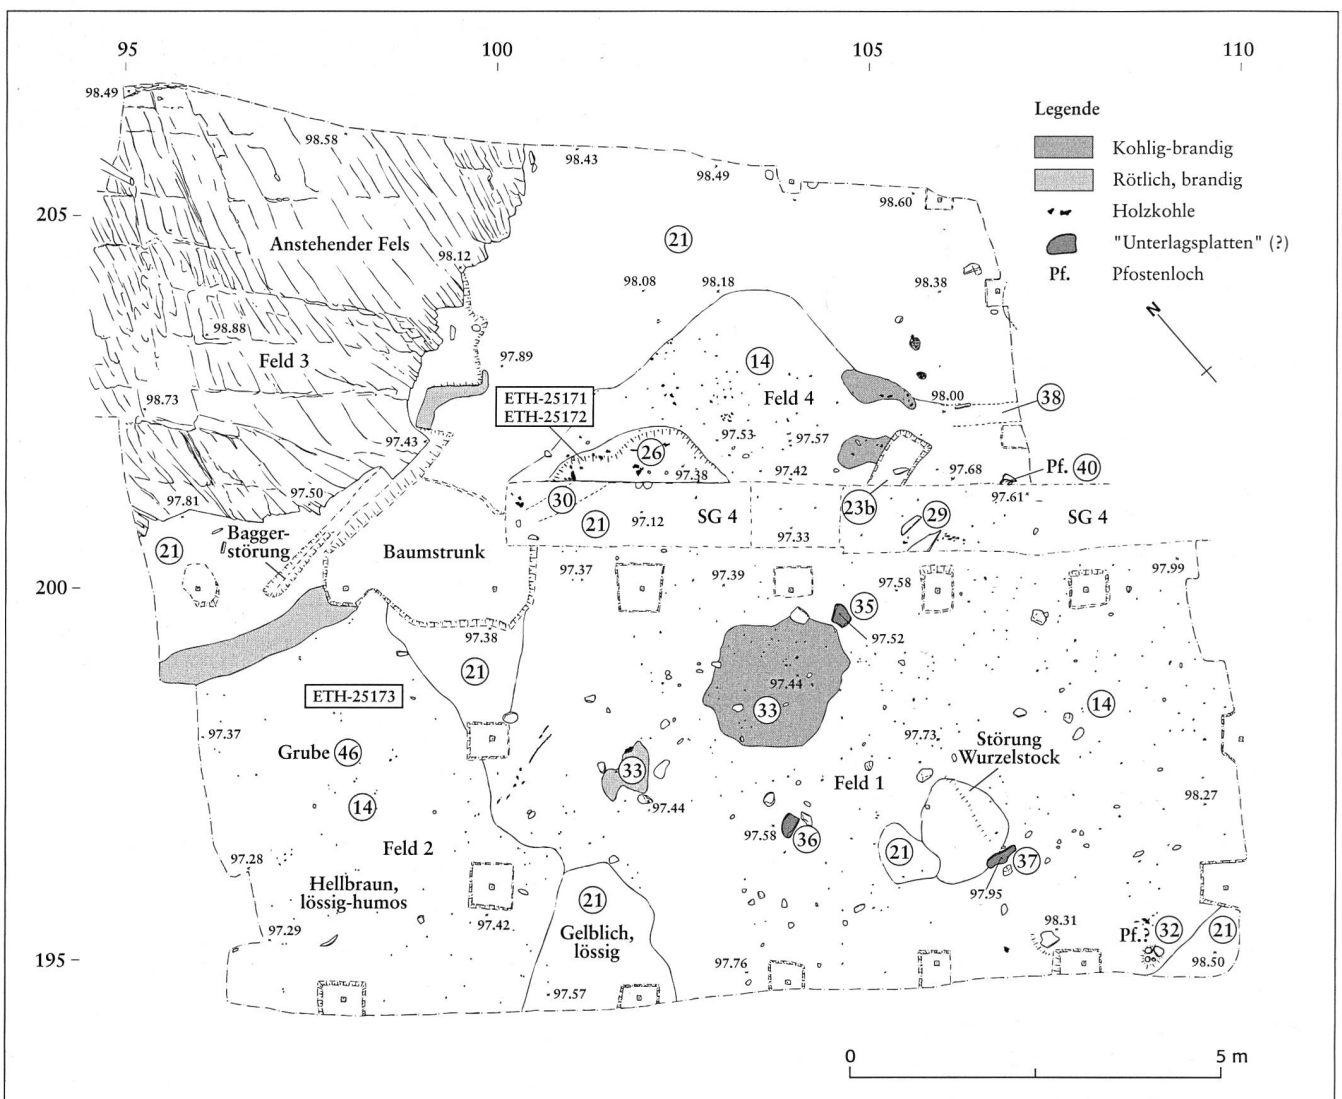 95 100 105 110
98.49
98.58
98.43
98.49
98.60
205
Anstehender Fels
98.12
21
98.08
98.18
98.38
98.88
Feld 3
97.89
14
Feld 4
98.73
ETH-25171
ETH-25172
98.00
38
97.43
97.53
97.57
26
97.38
97.42
97.68
Pf. 40
97.81
97.50
30
21
97.12
SG 4
97.33
23b
29
97.61
SG 4
21
Bagger-
störung
Baumstrunk
200
97.37
97.39
97.58
97.99
35
97.52
97.38
21
97.44
33
ETH-25173
14
97.37
Grube 46
97.73
Störung
Wurzelstock
33
97.44
Feld 1
14
98.27
97.58
36
Feld 2
97.28
21
37
97.95
Hellbraun,
lössig-humos
21
97.42
Gelblich,
lössig
97.29
98.31
Pf.?
32
21
98.50
195
97.76
97.57
Legende
Kohlig-brandig
Rötlich, brandig
Holzkohle
"Unterlagsplatten" (?)
Pf. Pfostenloch
N
0 5 m